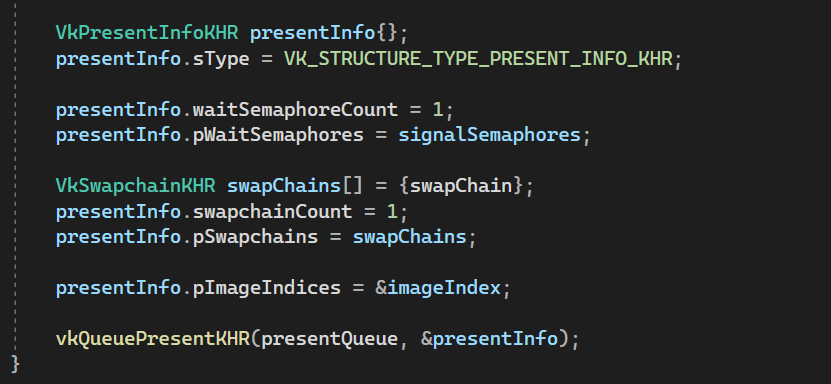 VkPresentInfoKHR presentInfo{};
presentInfo.sType = VK_STRUCTURE_TYPE_PRESENT_INFO_KHR;
presentInfo.waitSemaphoreCount = 1;
presentInfo.pWaitSemaphores = signalSemaphores;
VkSwapchainKHR swapChains[] = {swapChain};
presentInfo.swapchainCount = 1;
presentInfo.pSwapchains = swapChains;
presentInfo.pImageIndices = &imageIndex;
vkQueuePresentKHR(presentQueue, &presentInfo);
}